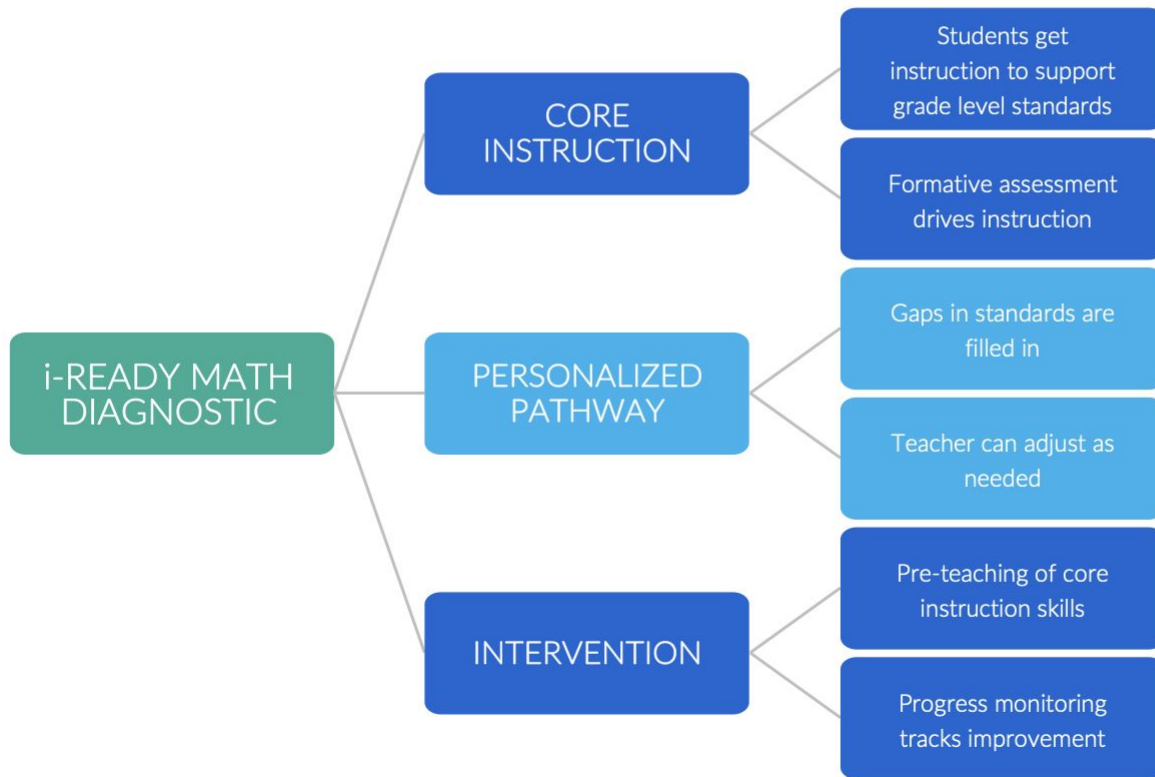 i-READY MATH
DIAGNOSTIC
CORE
INSTRUCTION
Students get
instruction to support
grade level standards
Formative assessment
drives instruction
PERSONALIZED
PATHWAY
Gaps in standards are
filled in
Teacher can adjust as
needed
INTERVENTION
Pre-teaching of core
instruction skills
Progress monitoring
tracks improvement